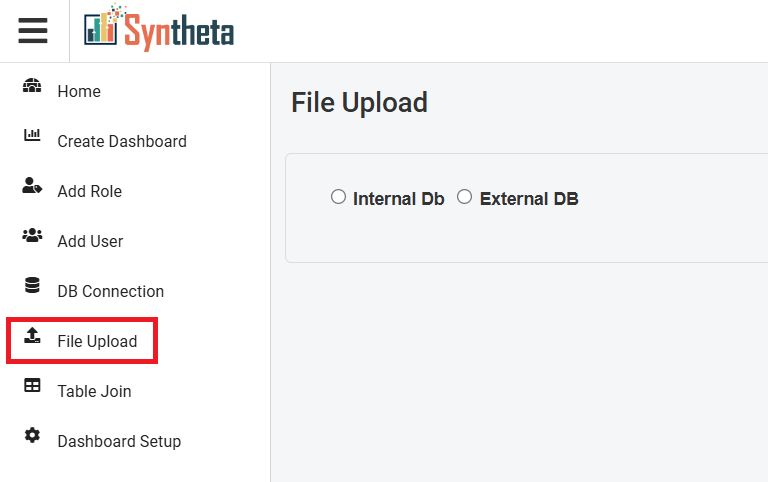 Syntheta
Home
Create Dashboard
Add Role
Add User
DB Connection
File Upload
Table Join
Dashboard Setup
File Upload
Internal Db External DB